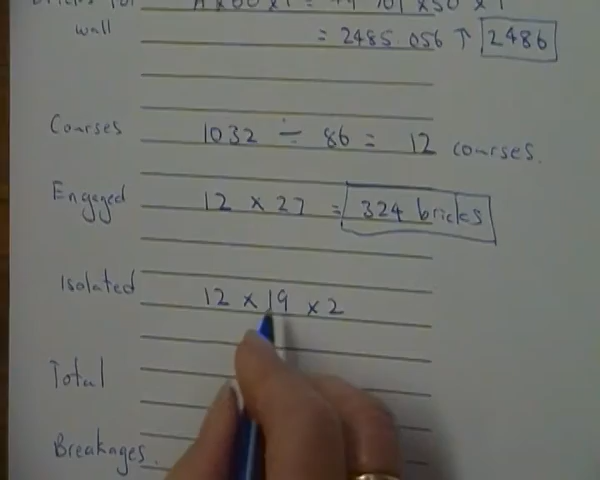 wall
= 2485.056 ↑ 2486
Courses 1032 ÷ 86 = 12 courses.
Engaged 12 × 27 = 324 bricks
Isolated 12 × 19 × 2
Total
Breakages.